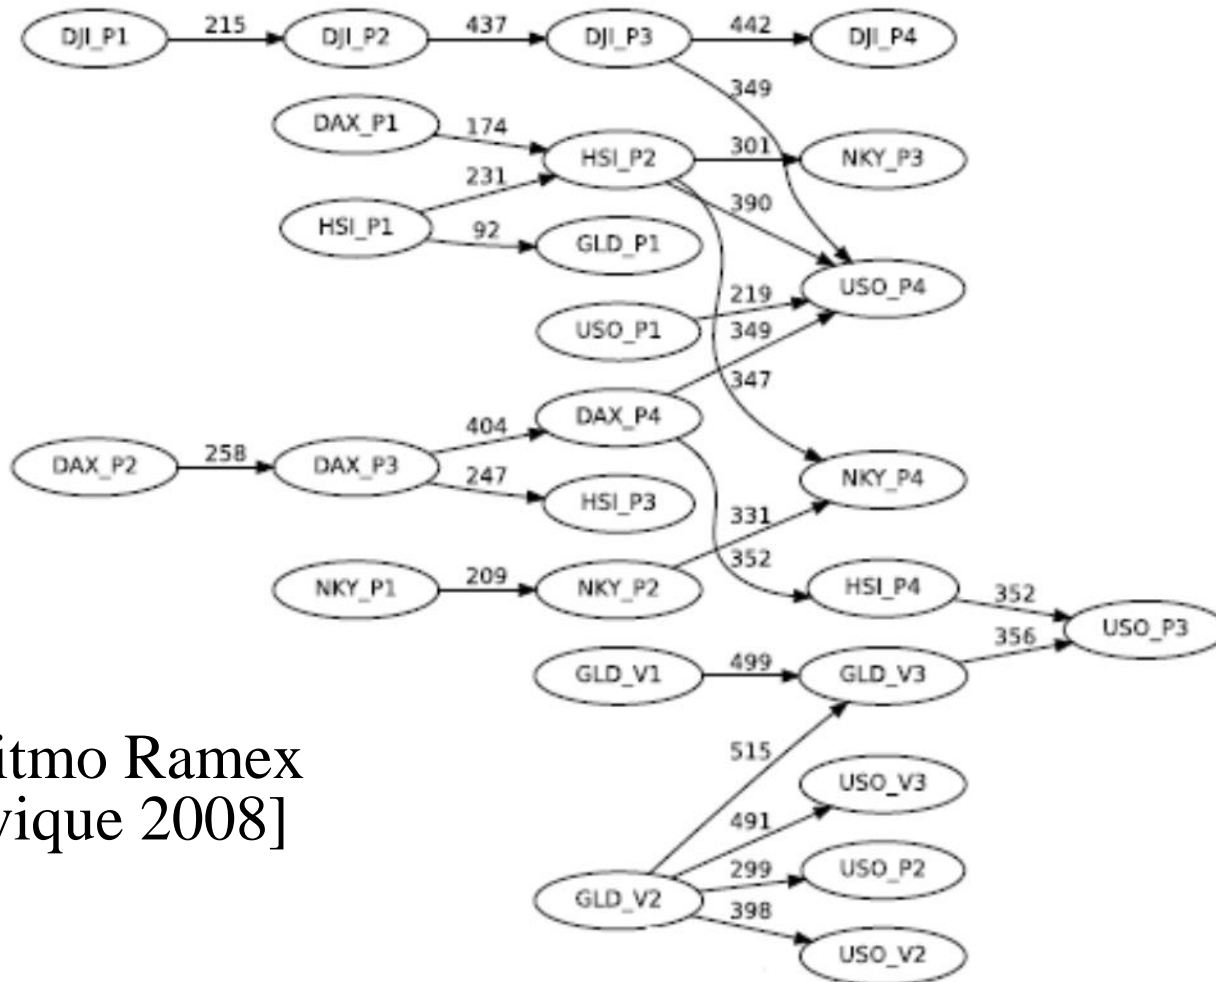 DJI_P1 215 DJI_P2 437 DJI_P3 442 DJI_P4
349
DAX_P1 174 HSI_P2 301 NKY_P3
231 390
HSI_P1 92 GLD_P1
USO_P4
USO_P1 219
349
347
DAX_P4
404
DAX_P2 258 DAX_P3
247 HSI_P3
NKY_P4
331
352
NKY_P1 209 NKY_P2 HSI_P4 352
USO_P3
356
GLD_V1 499 GLD_V3
515
USO_V3
491
299 USO_P2
GLD_V2
398
USO_V2
itmo Ramex
vique 2008]